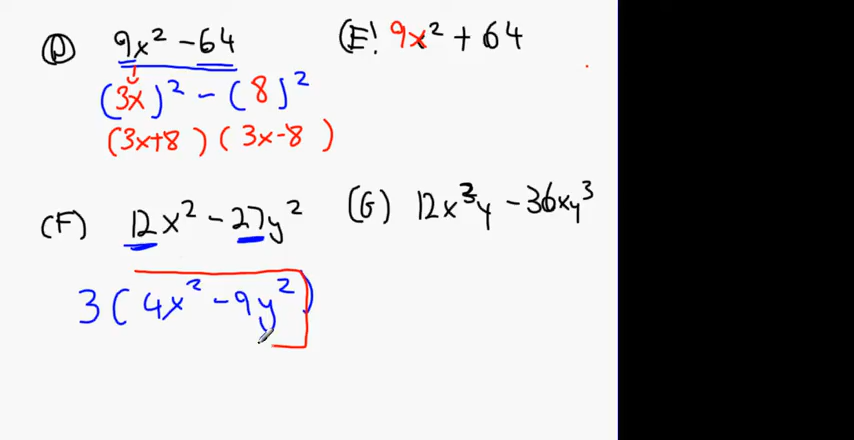 (D) 9x² - 64
(3x)² - (8)²
(3x+8)(3x-8)
(E! 9x² + 64
(F) 12x² - 27y²
3(4x² - 9y²)
(G) 12x³y - 36xy³